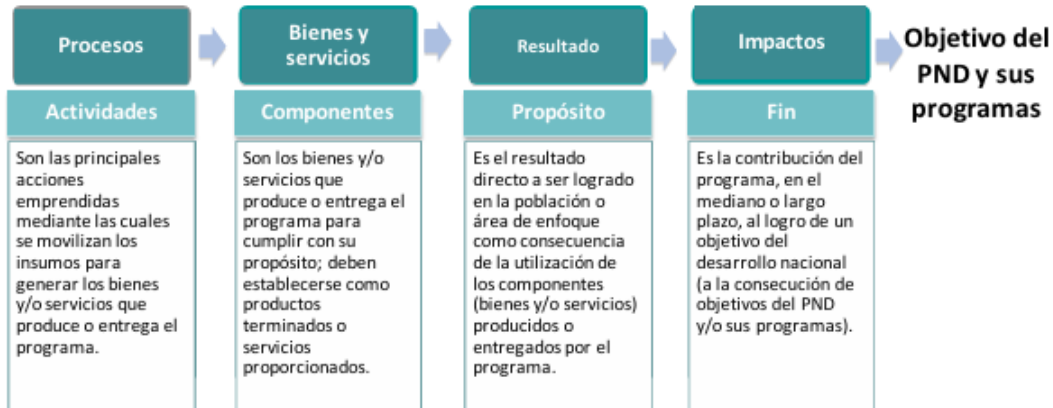 Procesos
Bienes y
servicios
Resultado
Impactos
Objetivo del
PND y sus
programas
Actividades
Componentes
Propósito
Fin
Son las principales
acciones
emprendidas
mediante las cuales
se movilizan los
insumos para
generar los bienes
y/o servicios que
produce o entrega el
programa.
Son los bienes y/o
servicios que
produce o entrega el
programa para
cumplir con su
propósito; deben
establecerse como
productos
terminados o
servicios
proporcionados.
Es el resultado
directo a ser logrado
en la población o
área de enfoque
como consecuencia
de la utilización de
los componentes
(bienes y/o servicios)
producidos o
entregados por el
programa.
Es la contribución del
programa, en el
mediano o largo
plazo, al logro de un
objetivo del
desarrollo nacional
(a la consecución de
objetivos del PND
y/o sus programas).